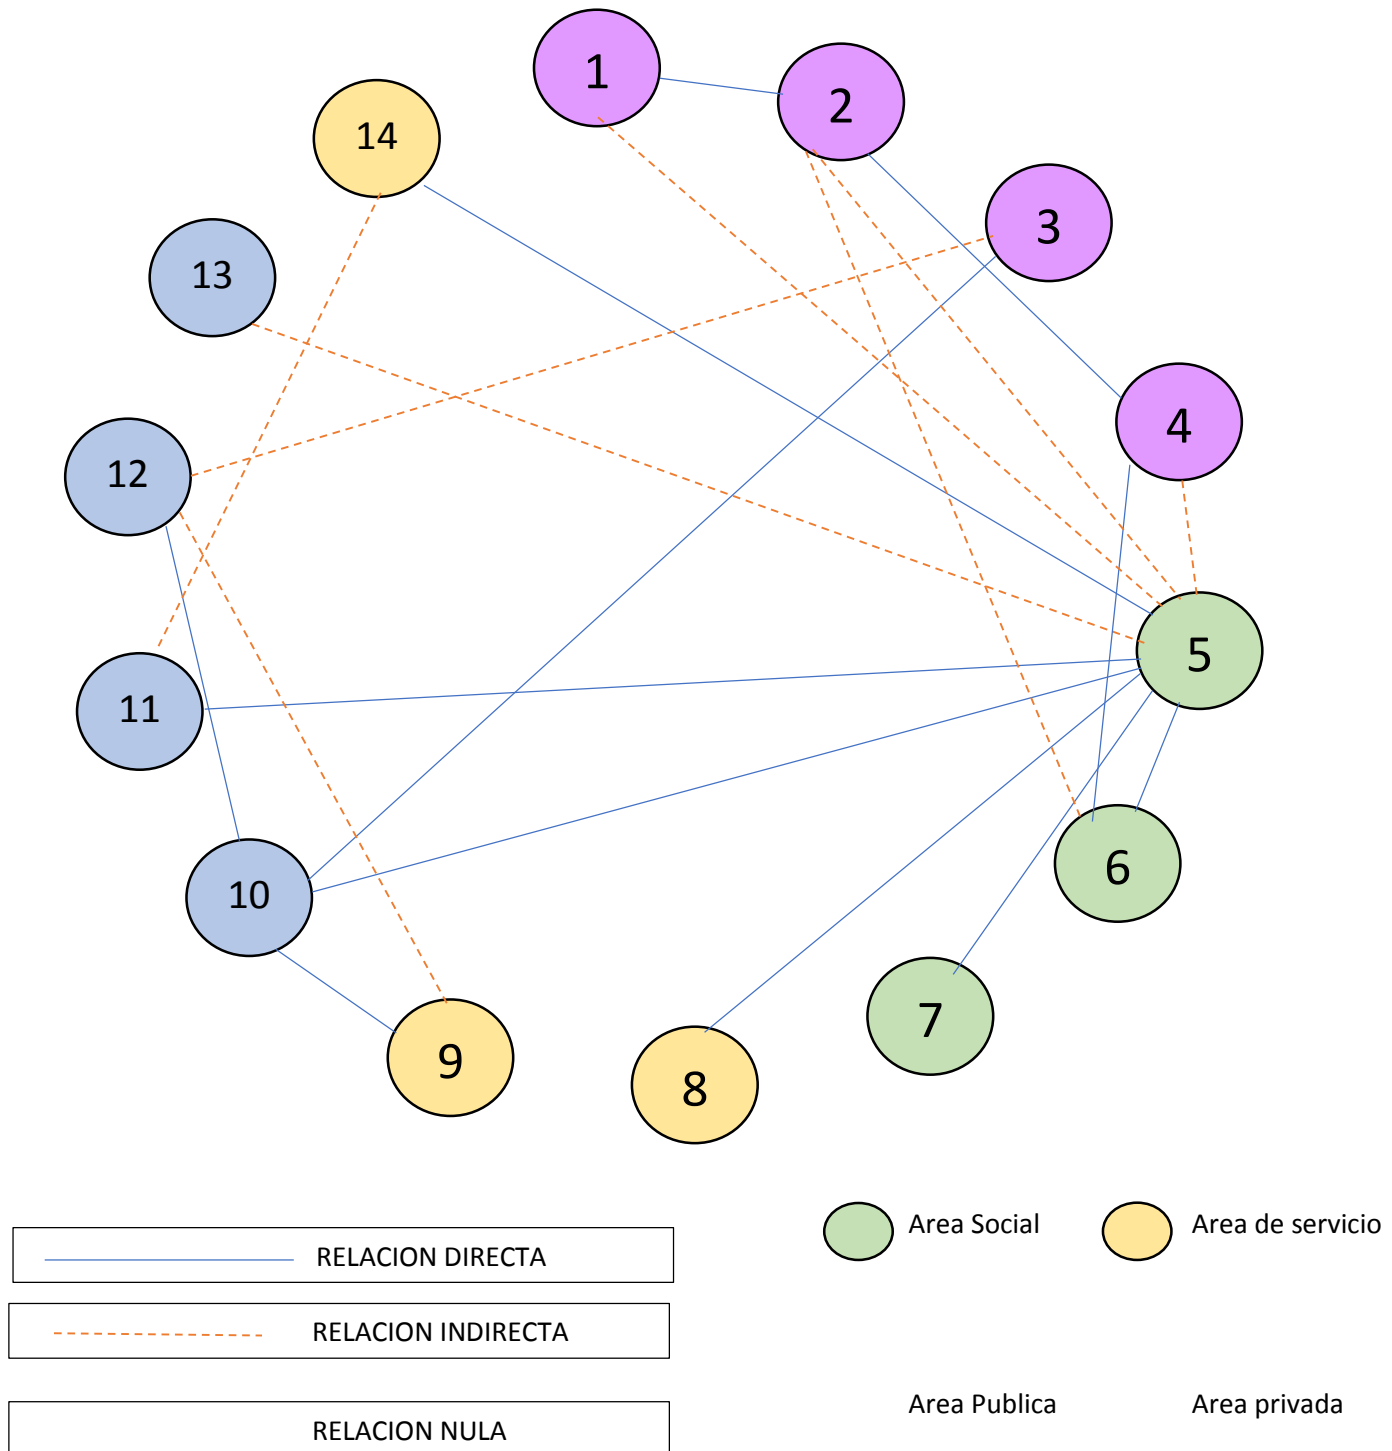 1
2
14
3
13
4
12
5
11
6
10
7
9
8
Area Social
Area de servicio
RELACION DIRECTA
RELACION INDIRECTA
Area Publica
Area privada
RELACION NULA